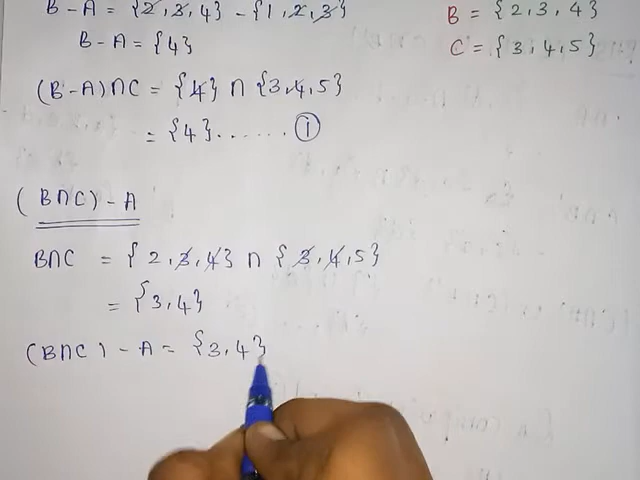 B - A = {2, 3, 4} - {1, 2, 3}
B - A = {4}
(B - A) ∩ C = {4} ∩ {3, 4, 5}
= {4} ...... ①
(B∩C) - A
B∩C = {2, 3, 4} ∩ {3, 4, 5}
= {3, 4}
(B∩C) - A = {3, 4}
B = {2, 3, 4}
C = {3, 4, 5}